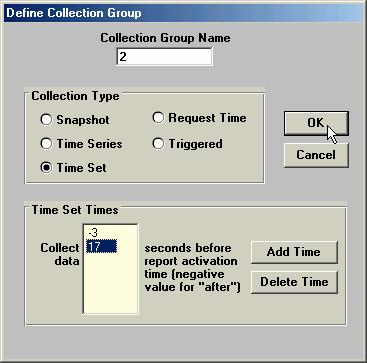 Define Collection Group
Collection Group Name
2
Collection Type
Snapshot
Request Time
Time Series
Triggered
Time Set
OK
Cancel
Time Set Times
Collect data
-3
17
seconds before
report activation
time (negative
value for "after")
Add Time
Delete Time